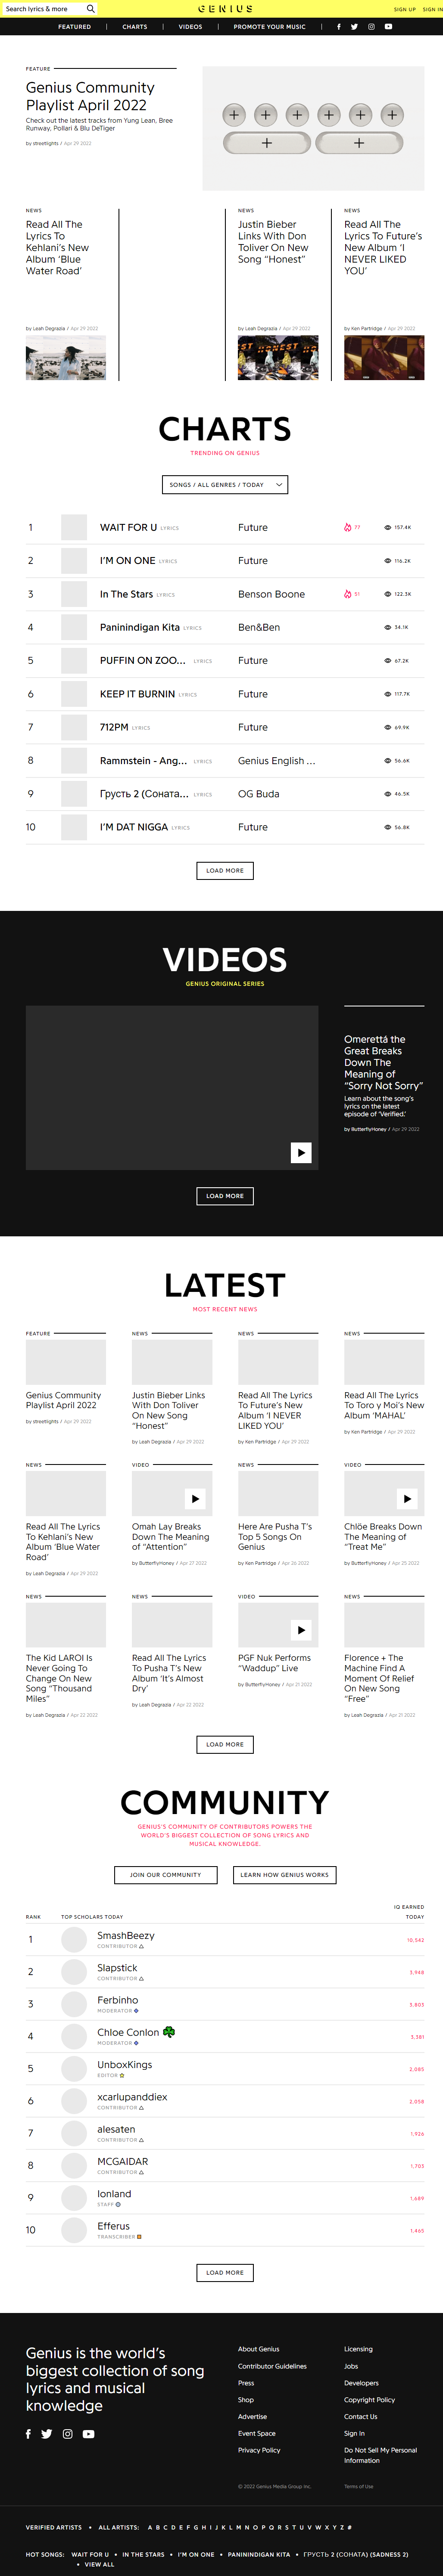 Search lyrics & more
GENIUS
SIGN UP SIGN IN
FEATURED CHARTS VIDEOS PROMOTE YOUR MUSIC
FEATURE
Genius Community
Playlist April 2022
Check out the latest tracks from Yung Lean, Bree
Runway, Pollari & Blu DeTiger
by streetlights / Apr 29 2022
NEWS
Read All The
Lyrics To
Kehlani's New
Album ‘Blue
Water Road’
by Leah Degrazia / Apr 29 2022
NEWS
Justin Bieber
Links With Don
Toliver On New
Song “Honest”
by Leah Degrazia / Apr 29 2022
NEWS
Read All The
Lyrics To Future's
New Album ‘I
NEVER LIKED
YOU’
by Ken Partridge / Apr 29 2022
CHARTS
TRENDING ON GENIUS
SONGS / ALL GENRES / TODAY
1 WAIT FOR U LYRICS Future 77 157.4K
2 I'M ON ONE LYRICS Future 116.2K
3 In The Stars LYRICS Benson Boone 51 122.3K
4 Paninindigan Kita LYRICS Ben&Ben 34.1K
5 PUFFIN ON ZOO... LYRICS Future 67.2K
6 KEEP IT BURNIN LYRICS Future 117.7K
7 712PM LYRICS Future 69.9K
8 Rammstein - Ang... LYRICS Genius English ... 56.6K
9 Грусть 2 (Соната... LYRICS OG Buda 46.5K
10 I'M DAT NIGGA LYRICS Future 56.8K
LOAD MORE
VIDEOS
GENIUS ORIGINAL SERIES
Omerettá the
Great Breaks
Down The
Meaning of
“Sorry Not Sorry”
Learn about the song's
lyrics on the latest
episode of ‘Verified.’
by ButterflyHoney / Apr 29 2022
LOAD MORE
LATEST
MOST RECENT NEWS
FEATURE
Genius Community
Playlist April 2022
by streetlights / Apr 29 2022
NEWS
Justin Bieber Links
With Don Toliver
On New Song
“Honest”
by Leah Degrazia / Apr 29 2022
NEWS
Read All The Lyrics
To Future's New
Album ‘I NEVER
LIKED YOU’
by Ken Partridge / Apr 29 2022
NEWS
Read All The Lyrics
To Toro y Moi's New
Album ‘MAHAL’
by Ken Partridge / Apr 29 2022
NEWS
Read All The Lyrics
To Kehlani's New
Album ‘Blue Water
Road’
by Leah Degrazia / Apr 29 2022
VIDEO
Omah Lay Breaks
Down The Meaning
of “Attention”
by ButterflyHoney / Apr 27 2022
NEWS
Here Are Pusha T's
Top 5 Songs On
Genius
by Ken Partridge / Apr 26 2022
VIDEO
Chlöe Breaks Down
The Meaning of
“Treat Me”
by ButterflyHoney / Apr 25 2022
NEWS
The Kid LAROI Is
Never Going To
Change On New
Song “Thousand
Miles”
by Leah Degrazia / Apr 22 2022
NEWS
Read All The Lyrics
To Pusha T's New
Album ‘It's Almost
Dry’
by Leah Degrazia / Apr 22 2022
VIDEO
PGF Nuk Performs
“Waddup” Live
by ButterflyHoney / Apr 21 2022
NEWS
Florence + The
Machine Find A
Moment Of Relief
On New Song
“Free”
by Leah Degrazia / Apr 21 2022
LOAD MORE
COMMUNITY
GENIUS'S COMMUNITY OF CONTRIBUTORS POWERS THE
WORLD'S BIGGEST COLLECTION OF SONG LYRICS AND
MUSICAL KNOWLEDGE.
JOIN OUR COMMUNITY LEARN HOW GENIUS WORKS
RANK TOP SCHOLARS TODAY IQ EARNED
TODAY
1 SmashBeezy 10,542
CONTRIBUTOR
2 Slapstick 3,948
CONTRIBUTOR
3 Ferbinho 3,803
MODERATOR
4 Chloe Conlon ☘ 3,381
MODERATOR
5 UnboxKings 2,085
EDITOR
6 xcarlupanddiex 2,058
CONTRIBUTOR
7 alesaten 1,926
CONTRIBUTOR
8 MCGAIDAR 1,703
CONTRIBUTOR
9 lonland 1,689
STAFF
10 Efferus 1,465
TRANSCRIBER
LOAD MORE
Genius is the world's
biggest collection of song
lyrics and musical
knowledge
About Genius
Contributor Guidelines
Press
Shop
Advertise
Event Space
Privacy Policy
Licensing
Jobs
Developers
Copyright Policy
Contact Us
Sign In
Do Not Sell My Personal
Information
© 2022 Genius Media Group Inc. Terms of Use
VERIFIED ARTISTS • ALL ARTISTS: A B C D E F G H I J K L M N O P Q R S T U V W X Y Z #
HOT SONGS: WAIT FOR U • IN THE STARS • I'M ON ONE • PANININDIGAN KITA • ГРУСТЬ 2 (СОНАТА) (SADNESS 2)
• VIEW ALL